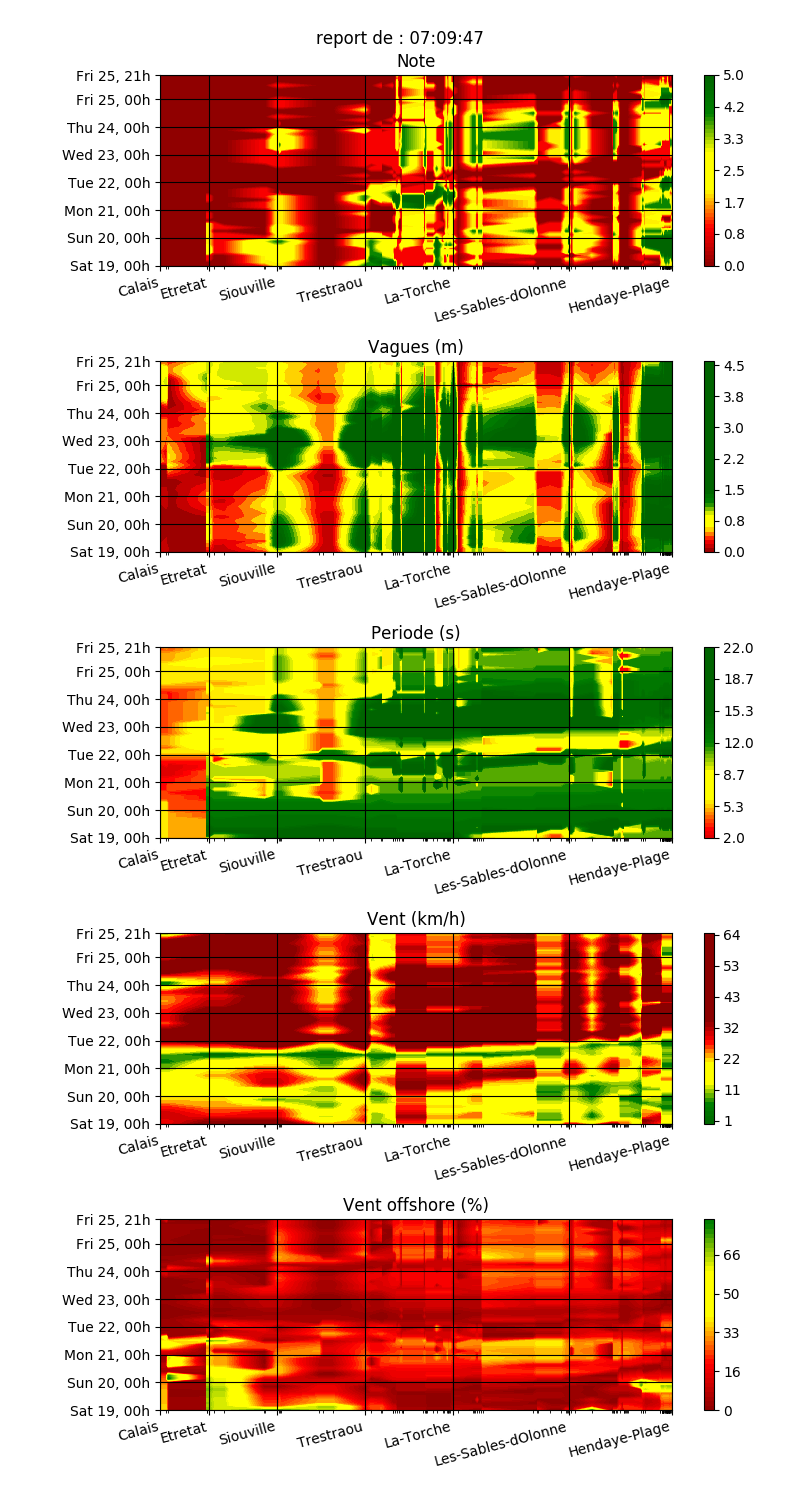 report de : 07:09:47
Note
Fri 25, 21h
Fri 25, 00h
Thu 24, 00h
Wed 23, 00h
Tue 22, 00h
Mon 21, 00h
Sun 20, 00h
Sat 19, 00h
Calais Etretat Siouville Trestraou La-Torche Les-Sables-dOlonne Hendaye-Plage
5.0
4.2
3.3
2.5
1.7
0.8
0.0
Vagues (m)
Fri 25, 21h
Fri 25, 00h
Thu 24, 00h
Wed 23, 00h
Tue 22, 00h
Mon 21, 00h
Sun 20, 00h
Sat 19, 00h
Calais Etretat Siouville Trestraou La-Torche Les-Sables-dOlonne Hendaye-Plage
4.5
3.8
3.0
2.2
1.5
0.8
0.0
Periode (s)
Fri 25, 21h
Fri 25, 00h
Thu 24, 00h
Wed 23, 00h
Tue 22, 00h
Mon 21, 00h
Sun 20, 00h
Sat 19, 00h
Calais Etretat Siouville Trestraou La-Torche Les-Sables-dOlonne Hendaye-Plage
22.0
18.7
15.3
12.0
8.7
5.3
2.0
Vent (km/h)
Fri 25, 21h
Fri 25, 00h
Thu 24, 00h
Wed 23, 00h
Tue 22, 00h
Mon 21, 00h
Sun 20, 00h
Sat 19, 00h
Calais Etretat Siouville Trestraou La-Torche Les-Sables-dOlonne Hendaye-Plage
64
53
43
32
22
11
1
Vent offshore (%)
Fri 25, 21h
Fri 25, 00h
Thu 24, 00h
Wed 23, 00h
Tue 22, 00h
Mon 21, 00h
Sun 20, 00h
Sat 19, 00h
Calais Etretat Siouville Trestraou La-Torche Les-Sables-dOlonne Hendaye-Plage
66
50
33
16
0